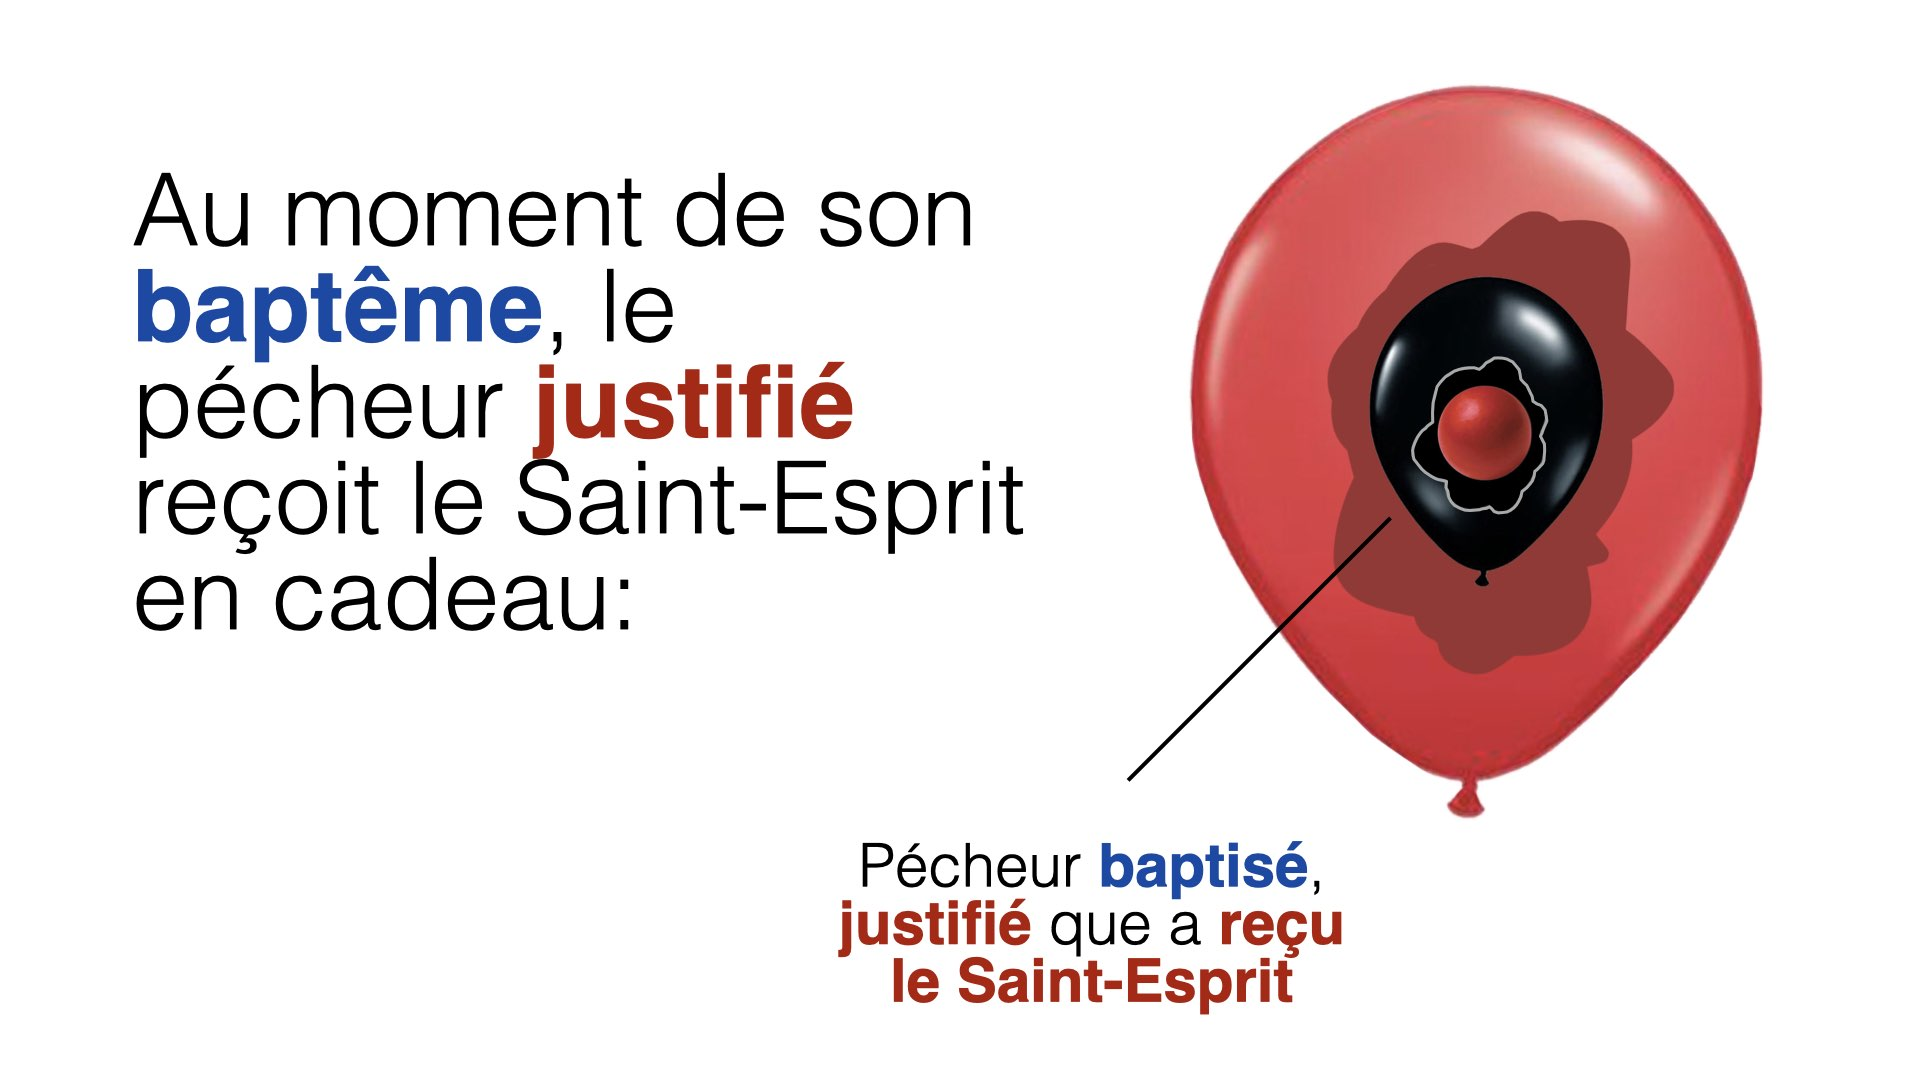 Au moment de son
baptême, le
pécheur justifié
reçoit le Saint-Esprit
en cadeau:
Pécheur baptisé,
justifié que a reçu
le Saint-Esprit